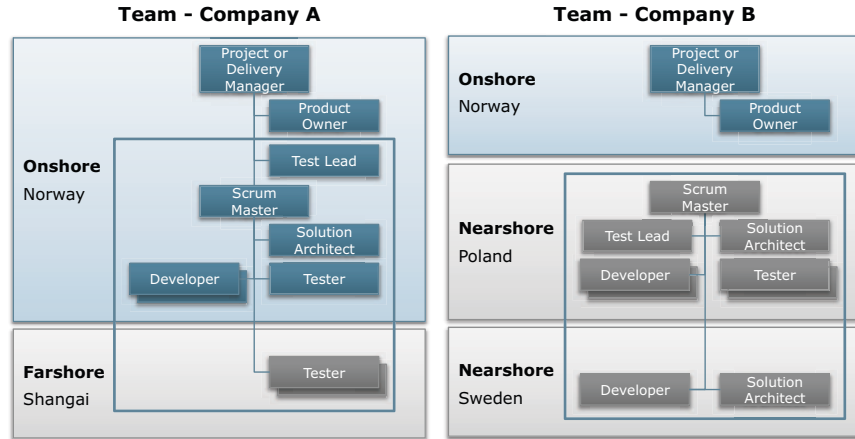 Team - Company A
Project or
Delivery
Manager
Product
Owner
Test Lead
Onshore
Norway
Scrum
Master
Solution
Architect
Developer
Tester
Farshore
Shangai
Tester
Team - Company B
Onshore
Norway
Project or
Delivery
Manager
Product
Owner
Scrum
Master
Nearshore
Poland
Test Lead
Solution
Architect
Developer
Tester
Nearshore
Sweden
Developer
Solution
Architect